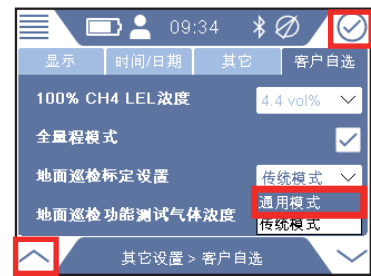 09:34
显示 时间/日期 其它 客户自选
100% CH4 LEL浓度 4.4 vol%
全量程模式
地面巡检标定设置 传统模式
通用模式
地面巡检功能测试气体浓度 传统模式
其它设置 > 客户自选